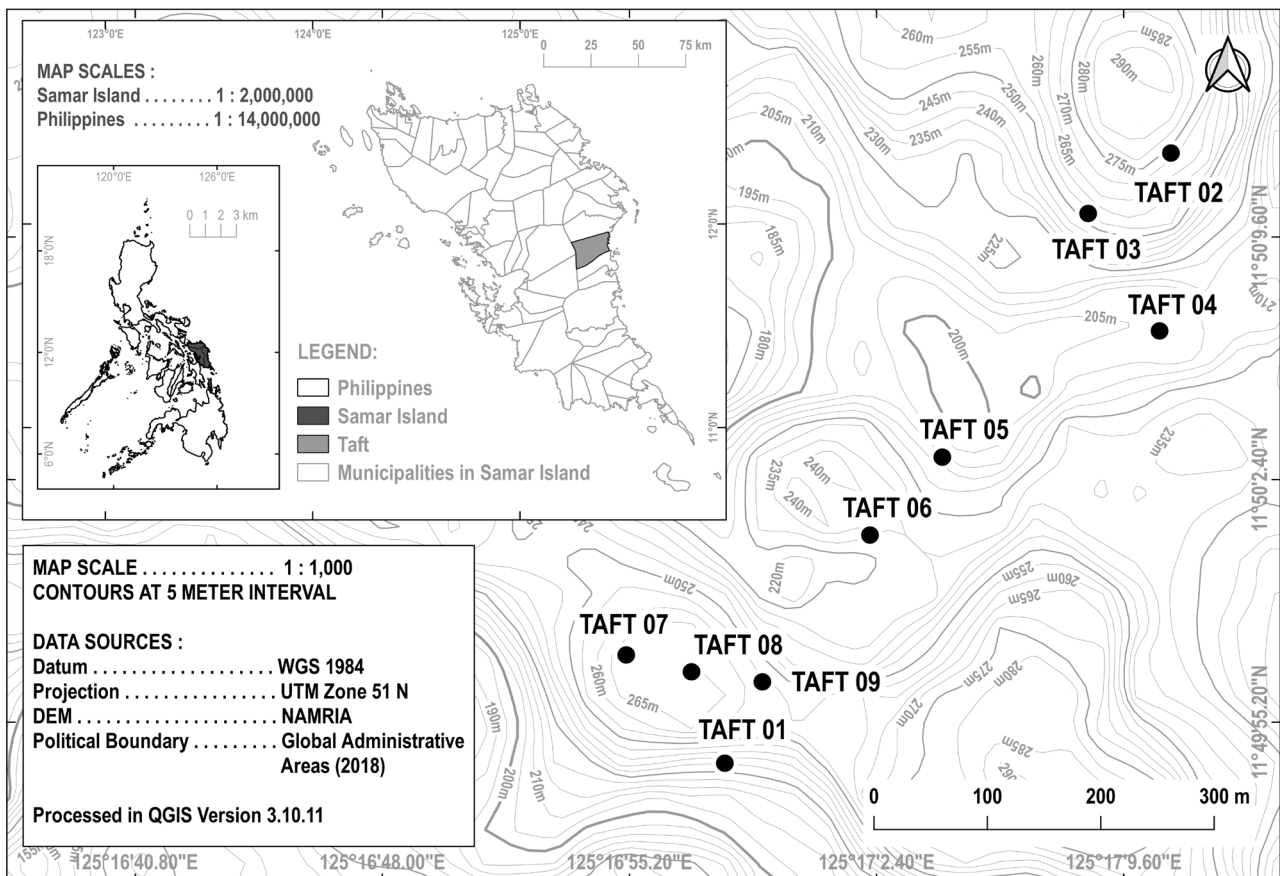 123°0'E
124°0'E
125°0'E
0 25 50 75 km
MAP SCALES :
Samar Island . . . . . . . . 1 : 2,000,000
Philippines . . . . . . . . . 1 : 14,000,000
120°0'E
126°0'E
0 1 2 3 km
18°0'N
12°0'N
6°0'N
12°0'N
11°0'N
LEGEND:
Philippines
Samar Island
Taft
Municipalities in Samar Island
MAP SCALE . . . . . . . . . . . . . . 1 : 1,000
CONTOURS AT 5 METER INTERVAL
DATA SOURCES :
Datum . . . . . . . . . . . . . . . . . . WGS 1984
Projection . . . . . . . . . . . . . . . UTM Zone 51 N
DEM . . . . . . . . . . . . . . . . . . . . NAMRIA
Political Boundary . . . . . . . . . Global Administrative
Areas (2018)
Processed in QGIS Version 3.10.11
260m
255m
260m
280m
285m
290m
245m
250m
240m
270m
205m
210m
230m
235m
265m
275m
TAFT 02
195m
TAFT 03
185m
225m
210m
TAFT 04
205m
180m
200m
TAFT 05
235m
235m
240m
240m
TAFT 06
220m
250m
255m
260m
265m
TAFT 07
TAFT 08
TAFT 09
260m
265m
275m
280m
270m
TAFT 01
190m
200m
210m
285m
0 100 200 300 m
11°50'9.60"N
11°50'2.40"N
11°49'55.20"N
125°16'40.80"E
125°16'48.00"E
125°16'55.20"E
125°17'2.40"E
125°17'9.60"E